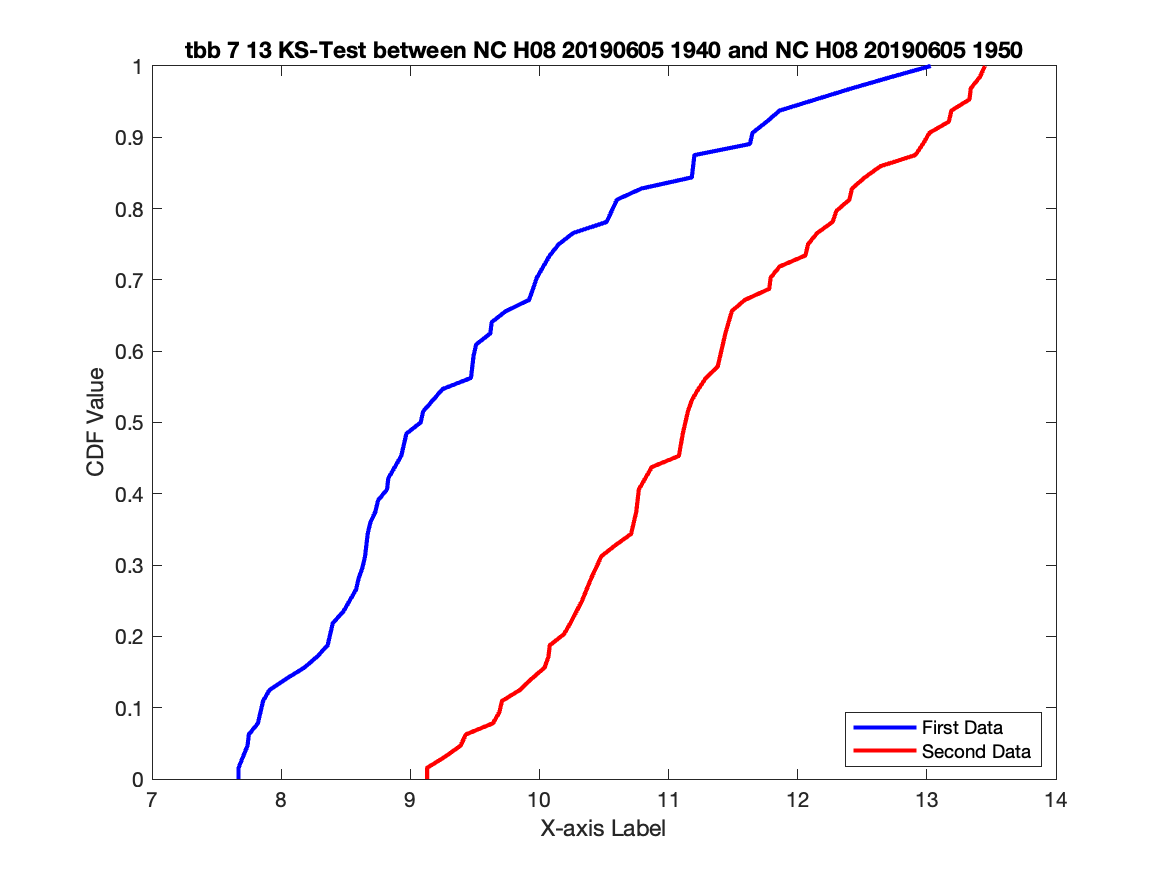 tbb 7 13 KS-Test between NC H08 20190605 1940 and NC H08 20190605 1950
1
0.9
0.8
0.7
0.6
0.5
0.4
0.3
0.2
0.1
0
CDF Value
7 8 9 10 11 12 13 14
X-axis Label
First Data
Second Data